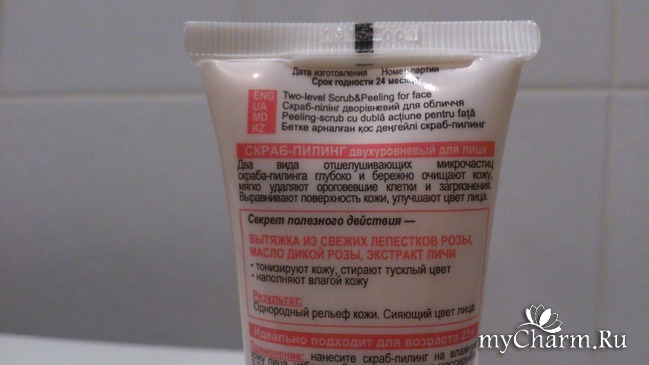 Дата изготовления Номер партии
Срок годности 24 месяца
ENG Two-level Scrub&Peeling for face
UA Скраб-пілінг дворівневий для обличчя
MD Peeling-scrub cu dublă acțiune pentru față
KZ Бетке арналған қос деңгейлі скраб-пилинг
СКРАБ-ПИЛИНГ двухуровневый для лица
Два вида отшелушивающих микрочастиц
скраба-пилинга глубоко и бережно очищают кожу,
мягко удаляют ороговевшие клетки и загрязнения.
Выравнивают поверхность кожи, улучшают цвет лица.
Секрет полезного действия —
ВЫТЯЖКА ИЗ СВЕЖИХ ЛЕПЕСТКОВ РОЗЫ,
МАСЛО ДИКОЙ РОЗЫ, ЭКСТРАКТ ЛИЧИ
• тонизируют кожу, стирают тусклый цвет
• наполняют влагой кожу
Результат:
Однородный рельеф кожи. Сияющий цвет лица.
Идеально подходит для возраста 25
Применение: нанесите скраб-пилинг на
myCharm.Ru